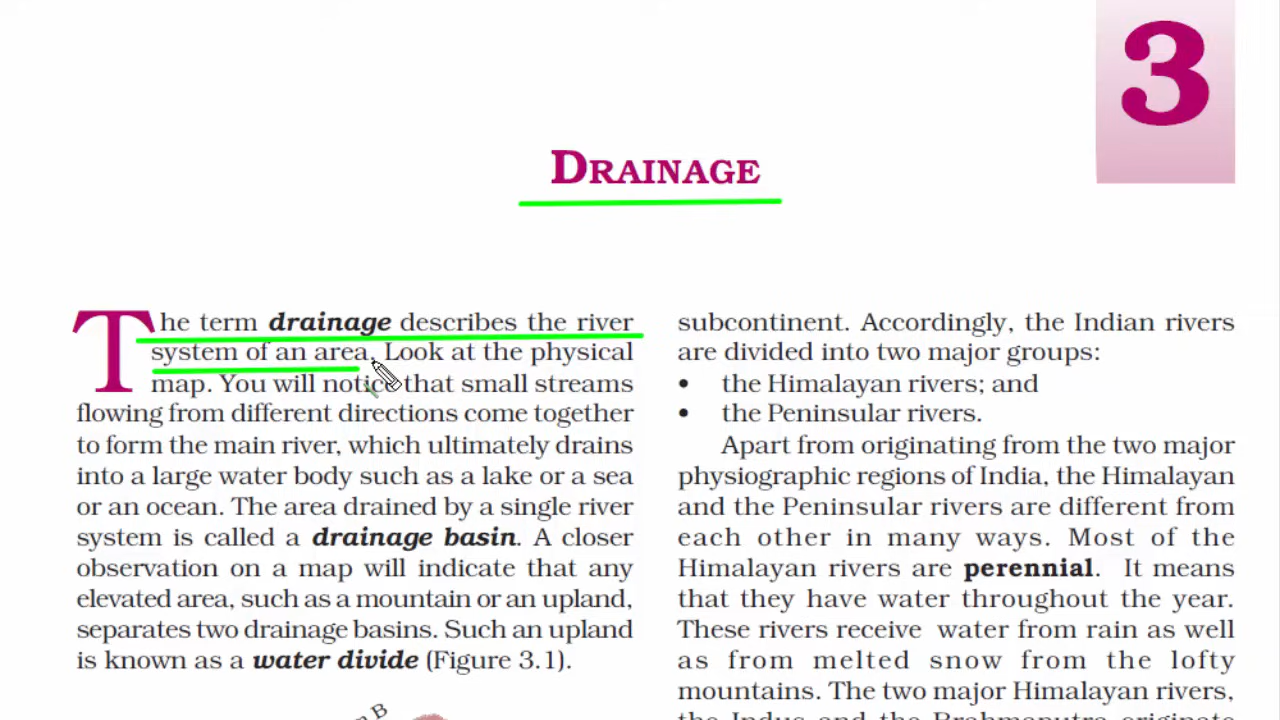 3
DRAINAGE
The term drainage describes the river
system of an area. Look at the physical
map. You will notice that small streams
flowing from different directions come together
to form the main river, which ultimately drains
into a large water body such as a lake or a sea
or an ocean. The area drained by a single river
system is called a drainage basin. A closer
observation on a map will indicate that any
elevated area, such as a mountain or an upland,
separates two drainage basins. Such an upland
is known as a water divide (Figure 3.1).
B
subcontinent. Accordingly, the Indian rivers
are divided into two major groups:
• the Himalayan rivers; and
• the Peninsular rivers.
Apart from originating from the two major
physiographic regions of India, the Himalayan
and the Peninsular rivers are different from
each other in many ways. Most of the
Himalayan rivers are perennial. It means
that they have water throughout the year.
These rivers receive water from rain as well
as from melted snow from the lofty
mountains. The two major Himalayan rivers,
the Indus and the Brahmaputra originate